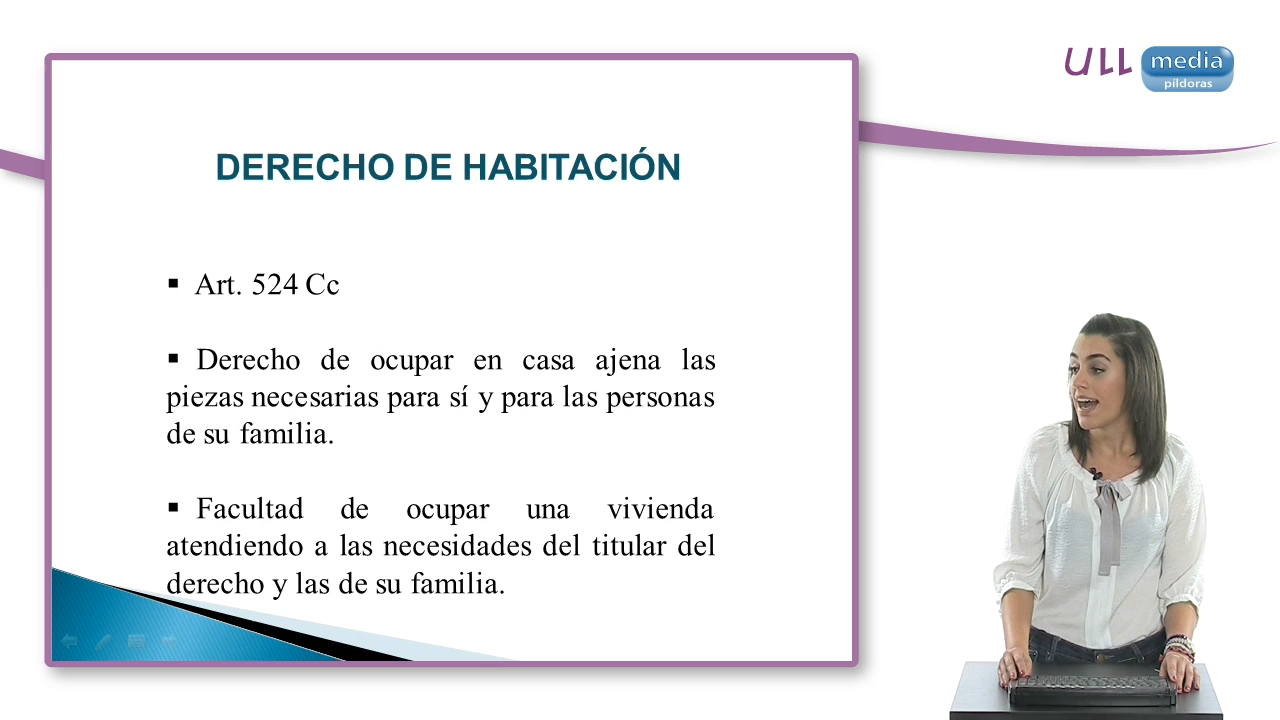 ULL media
píldoras
DERECHO DE HABITACIÓN
▪ Art. 524 Cc
▪ Derecho de ocupar en casa ajena las
piezas necesarias para sí y para las personas
de su familia.
▪ Facultad de ocupar una vivienda
atendiendo a las necesidades del titular del
derecho y las de su familia.